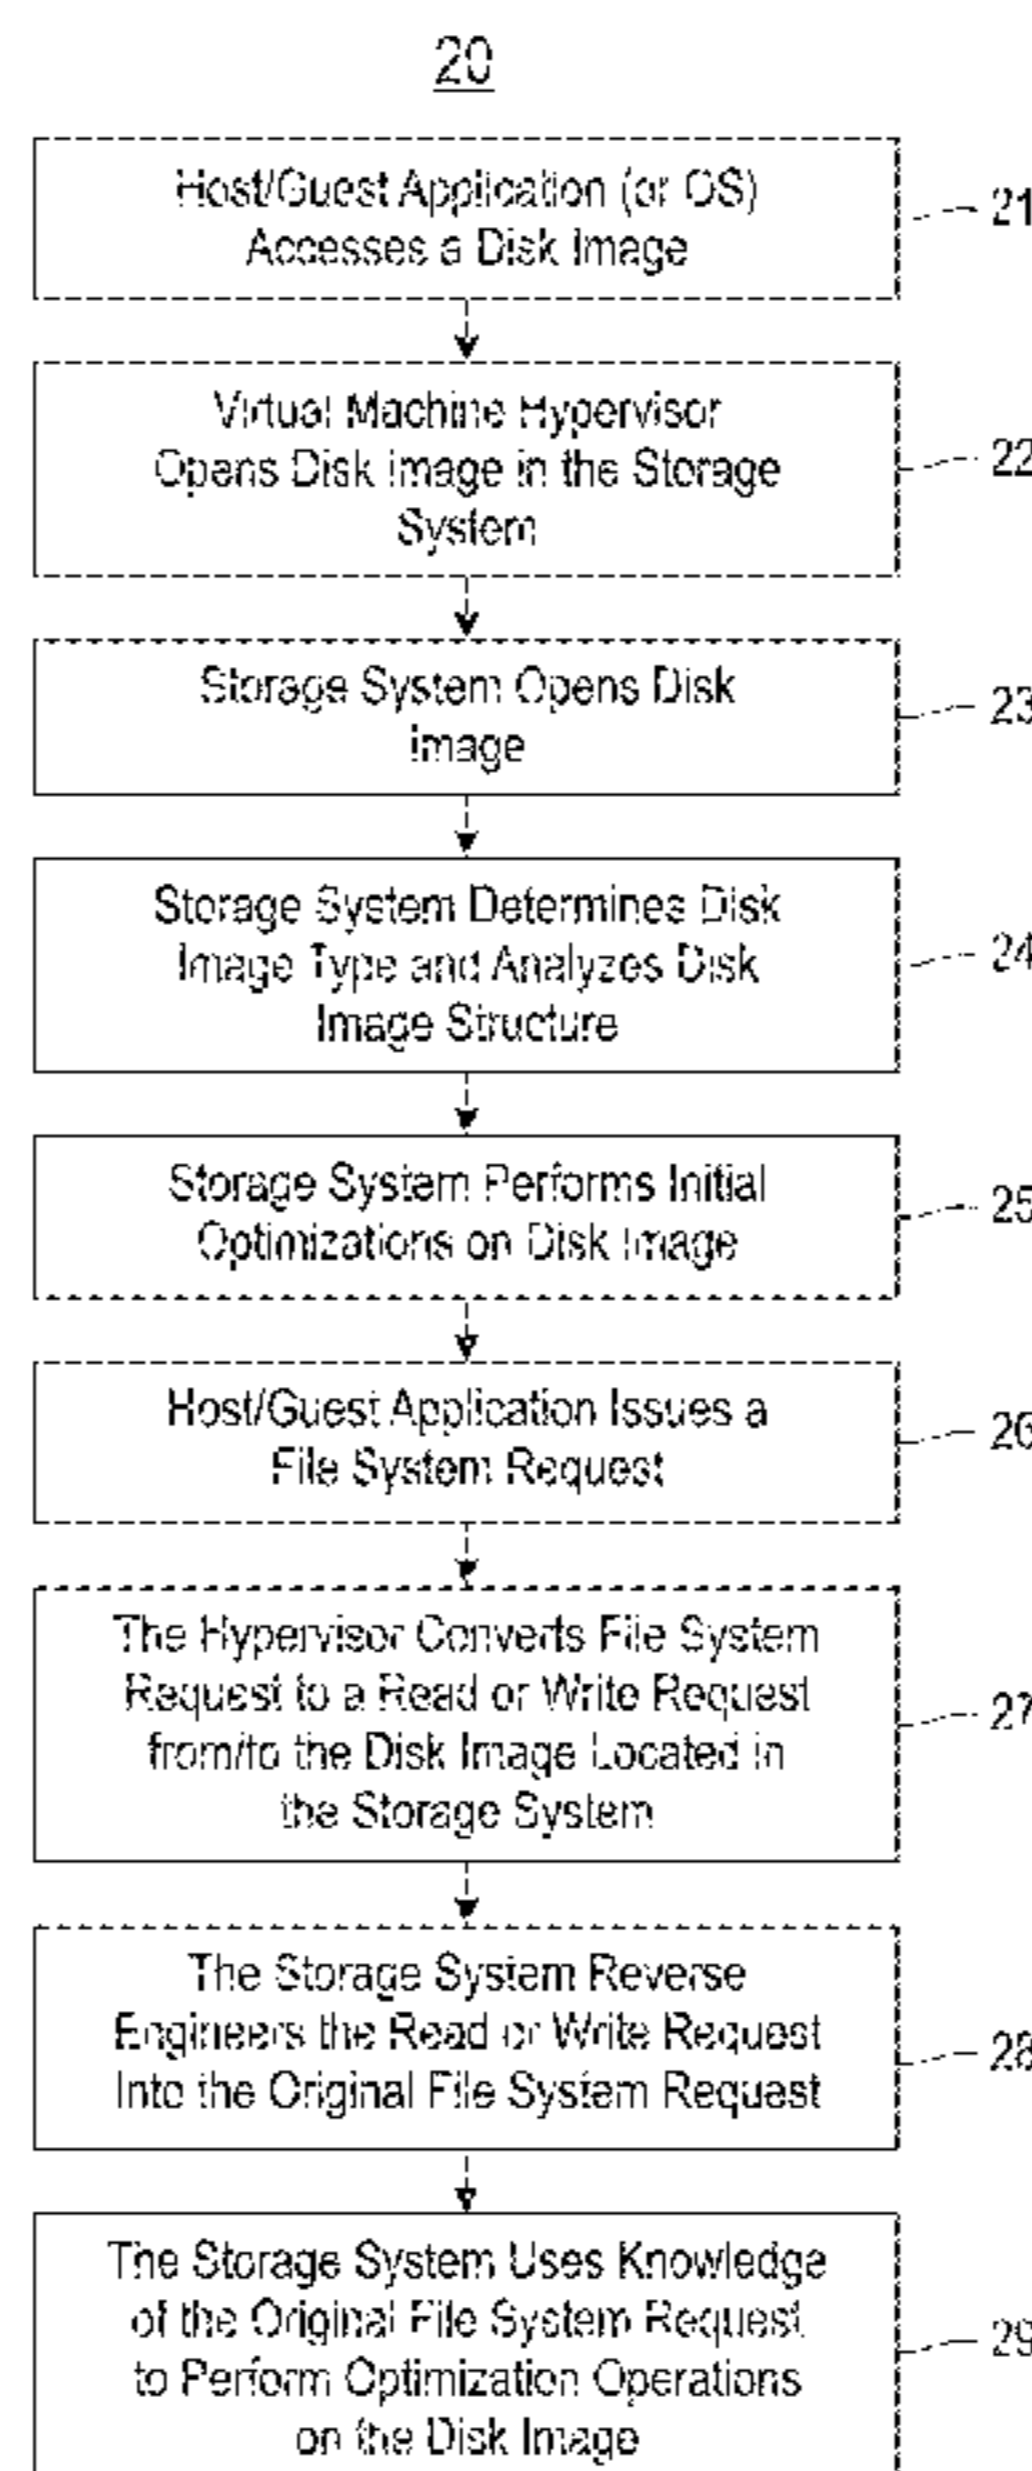 20
Host/Guest Application (or OS)
Accesses a Disk Image
21
Virtual Machine Hypervisor
Opens Disk image in the Storage
System
22
Storage System Opens Disk
image
23
Storage System Determines Disk
Image Type and Analyzes Disk
Image Structure
24
Storage System Performs Initial
Optimizations on Disk Image
25
Host/Guest Application Issues a
File System Request
26
The Hypervisor Converts File System
Request to a Read or Write Request
from/to the Disk Image Located in
the Storage System
27
The Storage System Reverse
Engineers the Read or Write Request
Into the Original File System Request
28
The Storage System Uses Knowledge
of the Original File System Request
to Perform Optimization Operations
on the Disk Image
29